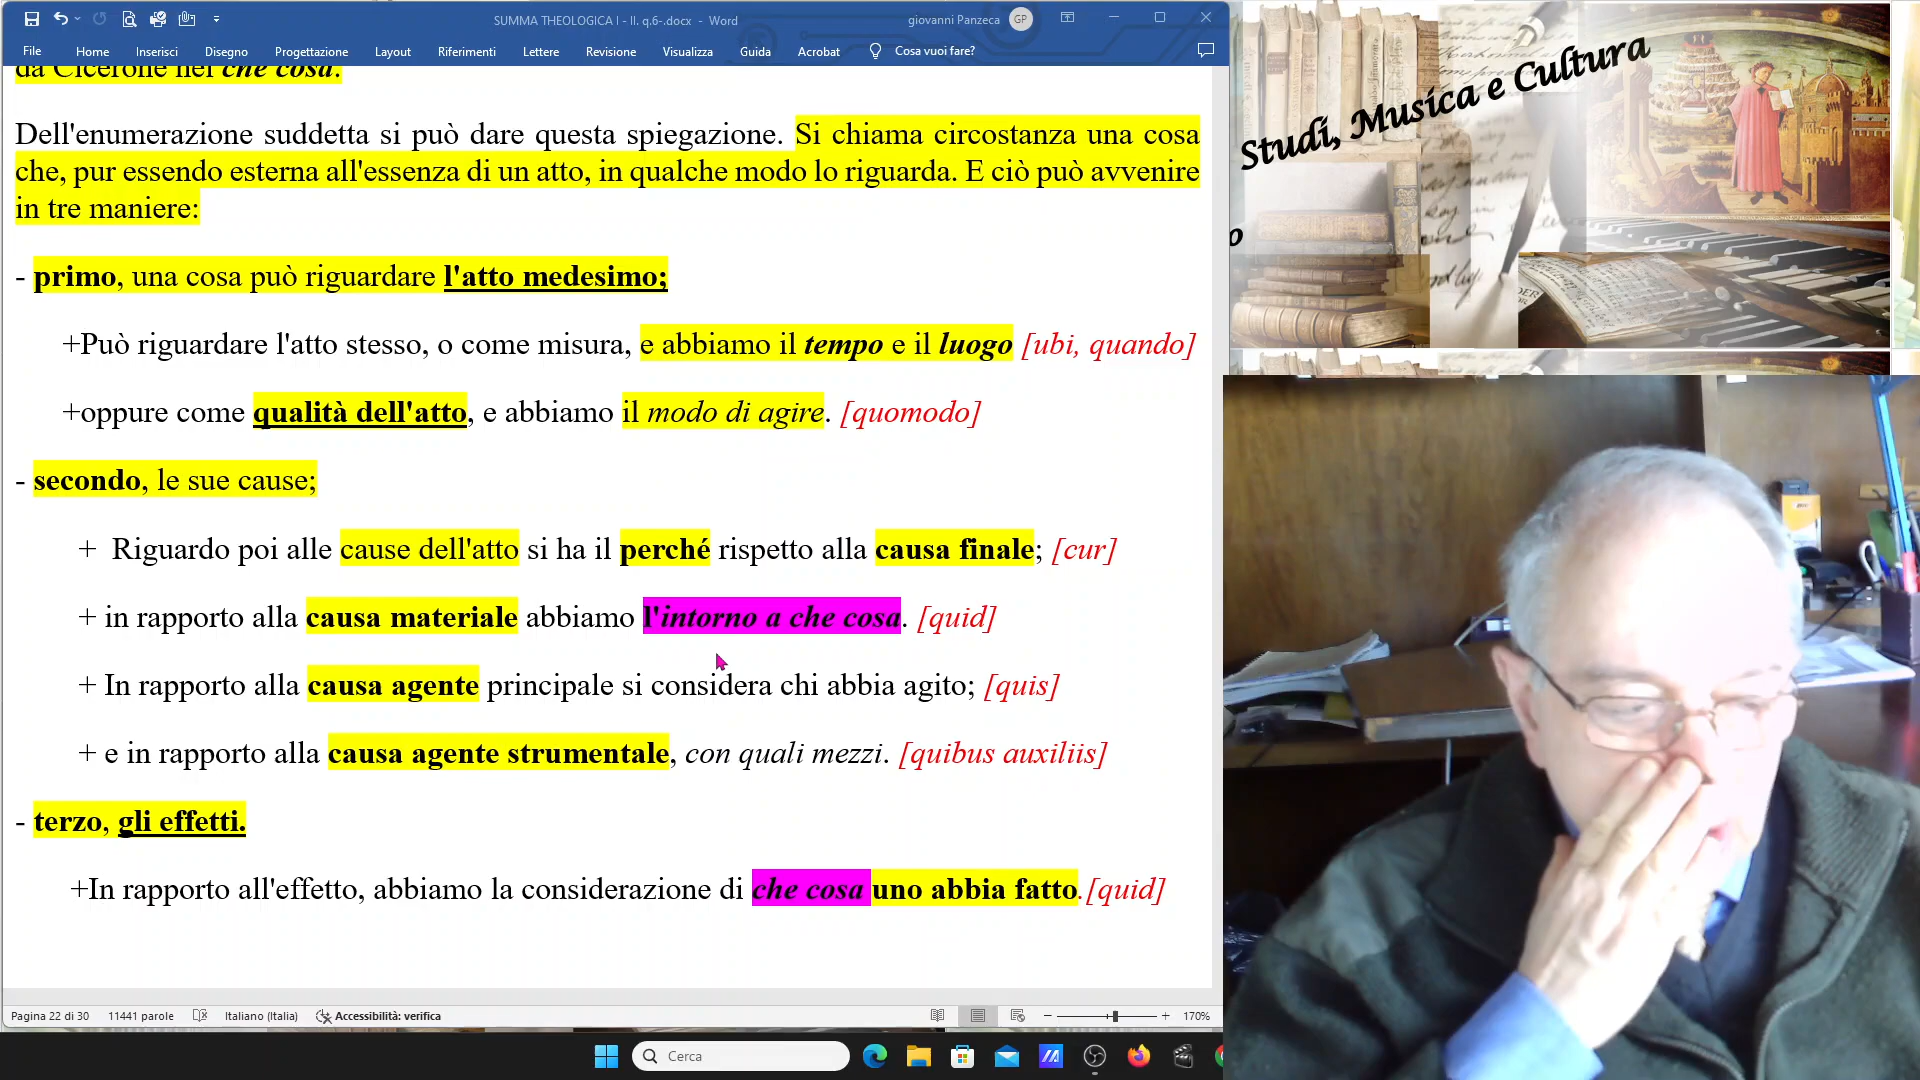 SUMMA THEOLOGICA I - II. q.6-.docx - Word
giovanni Panzeca
GP
File Home Inserisci Disegno Progettazione Layout Riferimenti Lettere Revisione Visualizza Guida Acrobat Cosa vuoi fare?
da Cicerone nel che cosa.
Dell'enumerazione suddetta si può dare questa spiegazione. Si chiama circostanza una cosa
che, pur essendo esterna all'essenza di un atto, in qualche modo lo riguarda. E ciò può avvenire
in tre maniere:
- primo, una cosa può riguardare l'atto medesimo;
+Può riguardare l'atto stesso, o come misura, e abbiamo il tempo e il luogo [ubi, quando]
+oppure come qualità dell'atto, e abbiamo il modo di agire. [quomodo]
- secondo, le sue cause;
+ Riguardo poi alle cause dell'atto si ha il perché rispetto alla causa finale; [cur]
+ in rapporto alla causa materiale abbiamo l'intorno a che cosa. [quid]
+ In rapporto alla causa agente principale si considera chi abbia agito; [quis]
+ e in rapporto alla causa agente strumentale, con quali mezzi. [quibus auxiliis]
- terzo, gli effetti.
+In rapporto all'effetto, abbiamo la considerazione di che cosa uno abbia fatto.[quid]
Pagina 22 di 30 11441 parole Italiano (Italia) Accessibilità: verifica 170%
Cerca
Studi, Musica e Cultura
o